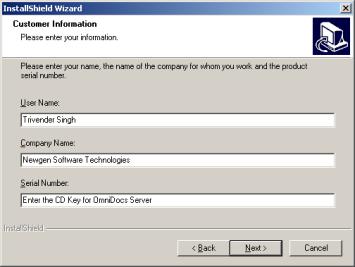 InstallShield Wizard
Customer Information
Please enter your information.
Please enter your name, the name of the company for whom you work and the product
serial number.
User Name:
Trivender Singh
Company Name:
Newgen Software Technologies
Serial Number:
Enter the CD Key for OmniDocs Server
InstallShield
< Back Next > Cancel